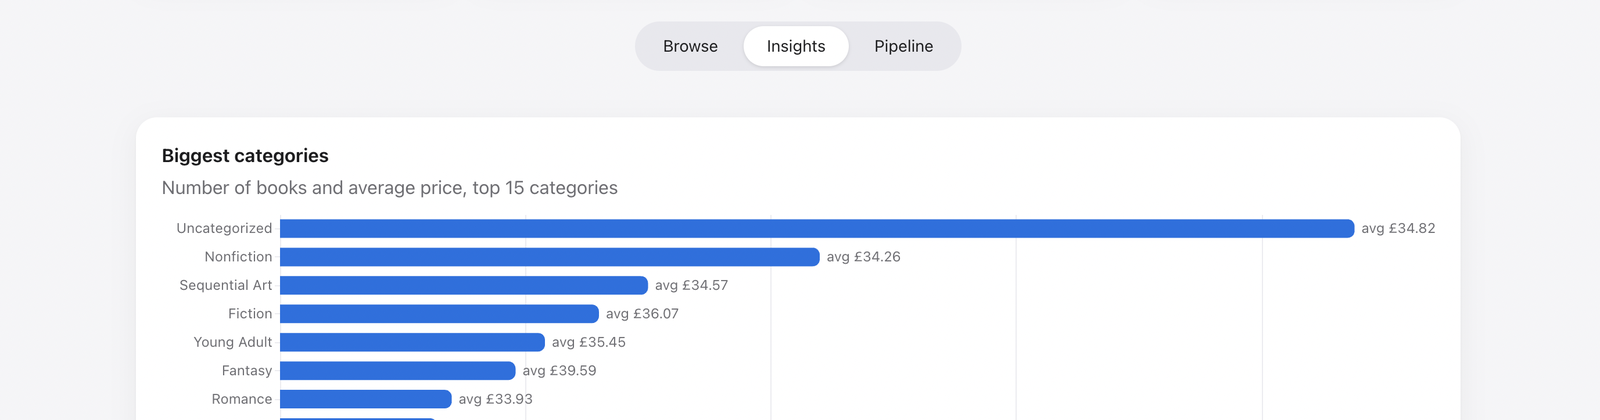 Browse Insights Pipeline
Biggest categories
Number of books and average price, top 15 categories
Uncategorized avg £34.82
Nonfiction avg £34.26
Sequential Art avg £34.57
Fiction avg £36.07
Young Adult avg £35.45
Fantasy avg £39.59
Romance avg £33.93